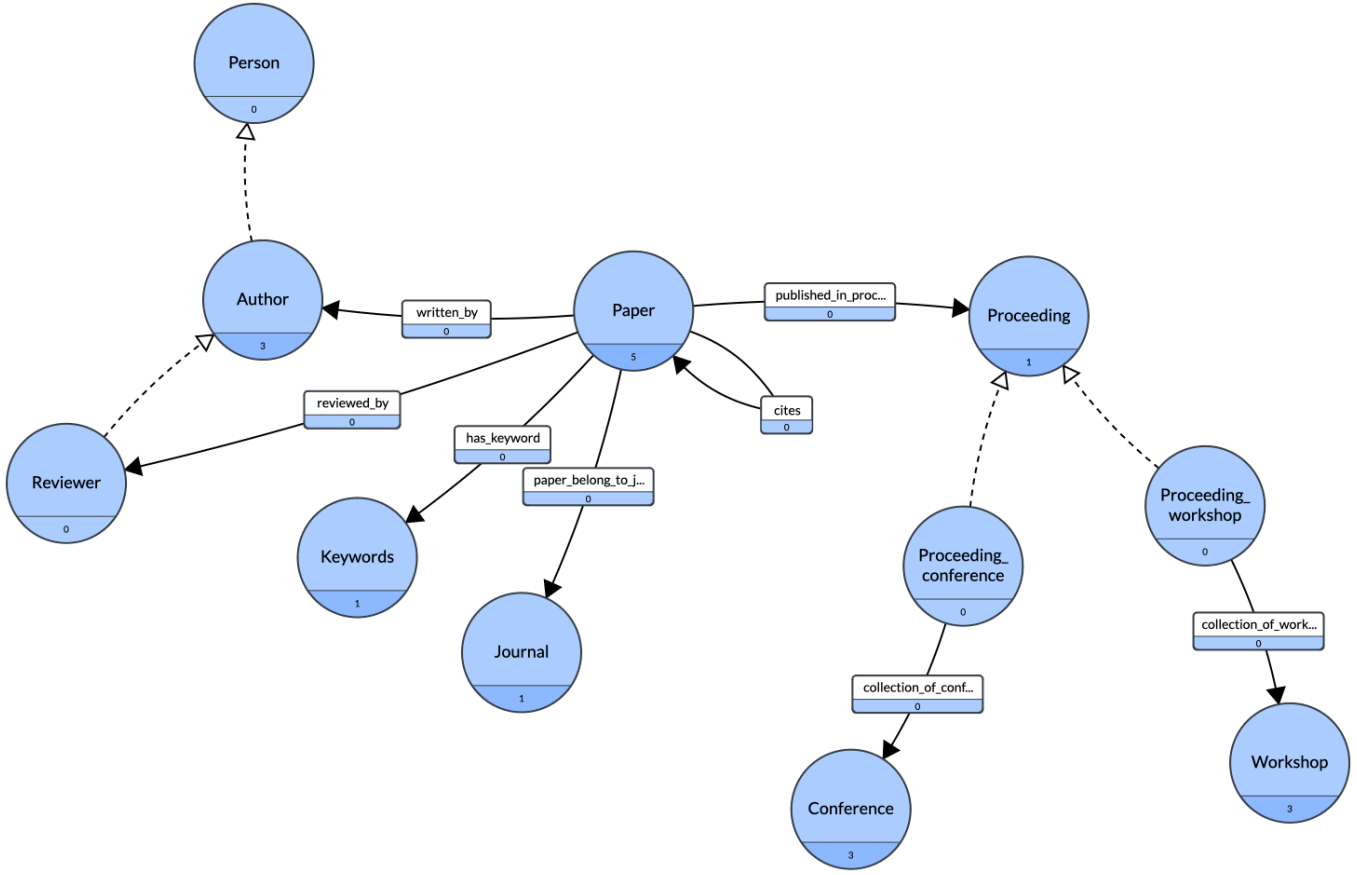 Person
0
Author
3
written_by
0
Paper
5
published_in_proc...
0
Proceeding
1
reviewed_by
0
cites
0
has_keyword
0
paper_belong_to_j...
0
Reviewer
0
Keywords
1
Journal
1
Proceeding_
conference
0
Proceeding_
workshop
0
collection_of_work...
0
collection_of_conf...
0
Conference
3
Workshop
3